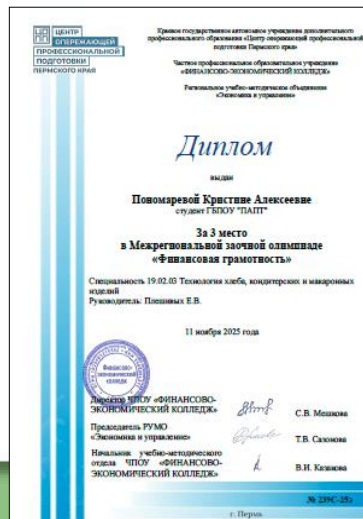 ЦЕНТР
ОПЕРЕЖАЮЩЕЙ
ПРОФЕССИОНАЛЬНОЙ
ПОДГОТОВКИ
ПЕРМСКОГО КРАЯ
Краевое государственное автономное учреждение дополнительного
профессионального образования «Центр опережающей профессиональной
подготовки Пермского края»
Частное профессиональное образовательное учреждение
«ФИНАНСОВО-ЭКОНОМИЧЕСКИЙ КОЛЛЕДЖ»
Региональное учебно-методическое объединение
«Экономика и управление»
Диплом
выдан
Пономаревой Кристине Алексеевне
студент ГБПОУ "ПАПТ"
За 3 место
в Межрегиональной заочной олимпиаде
«Финансовая грамотность»
Специальность 19.02.03 Технология хлеба, кондитерских и макаронных
изделий
Руководитель: Плешивых Е.В.
11 ноября 2025 года
Финансово-
экономический
колледж
Директор ЧПОУ «ФИНАНСОВО-
ЭКОНОМИЧЕСКИЙ КОЛЛЕДЖ»
С.В. Мешкова
Председатель РУМО
«Экономика и управление»
Т.В. Сазонова
Начальник учебно-методического
отдела ЧПОУ «ФИНАНСОВО-
ЭКОНОМИЧЕСКИЙ КОЛЛЕДЖ»
В.И. Казакова
№ 239С-25з
г. Пермь